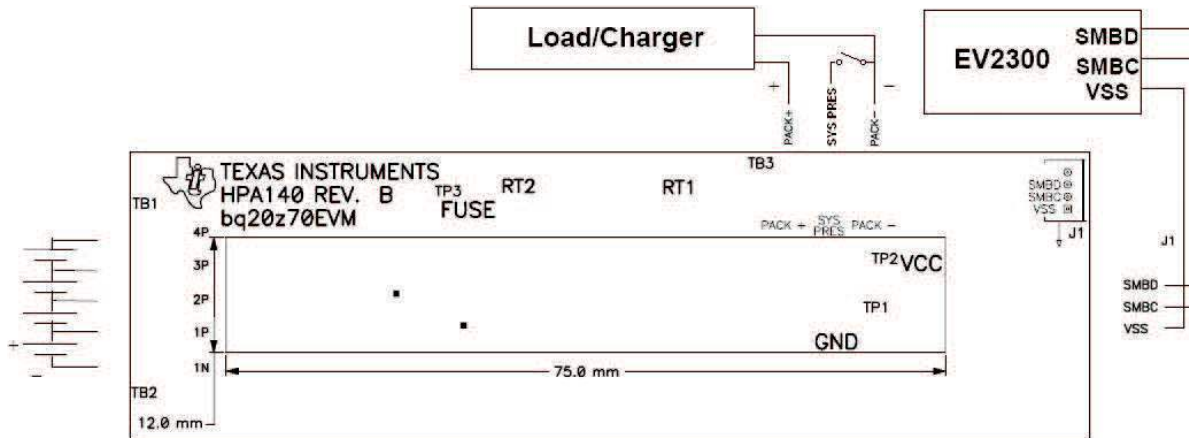 Load/Charger
EV2300
SMBD
SMBC
VSS
+
SYS PRES
−
PACK+
PACK−
TB3
TEXAS INSTRUMENTS
HPA140 REV. B
bq20z70EVM
TB1
TP3
FUSE
RT2
RT1
SMBD
SMBC
VSS
J1
PACK + SYS PRES PACK −
4P
3P
2P
1P
1N
TP2 VCC
TP1
GND
75.0 mm
TB2
12.0 mm
+
−
J1
SMBD
SMBC
VSS